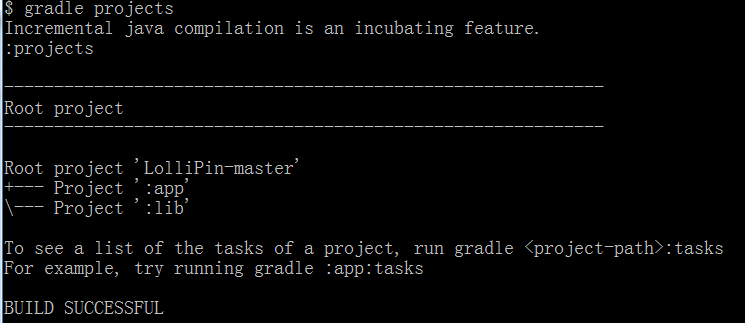 $ gradle projects
Incremental java compilation is an incubating feature.
:projects
------------------------------------------------------------
Root project
------------------------------------------------------------
Root project 'LolliPin-master'
+--- Project ':app'
\--- Project ':lib'
To see a list of the tasks of a project, run gradle <project-path>:tasks
For example, try running gradle :app:tasks
BUILD SUCCESSFUL